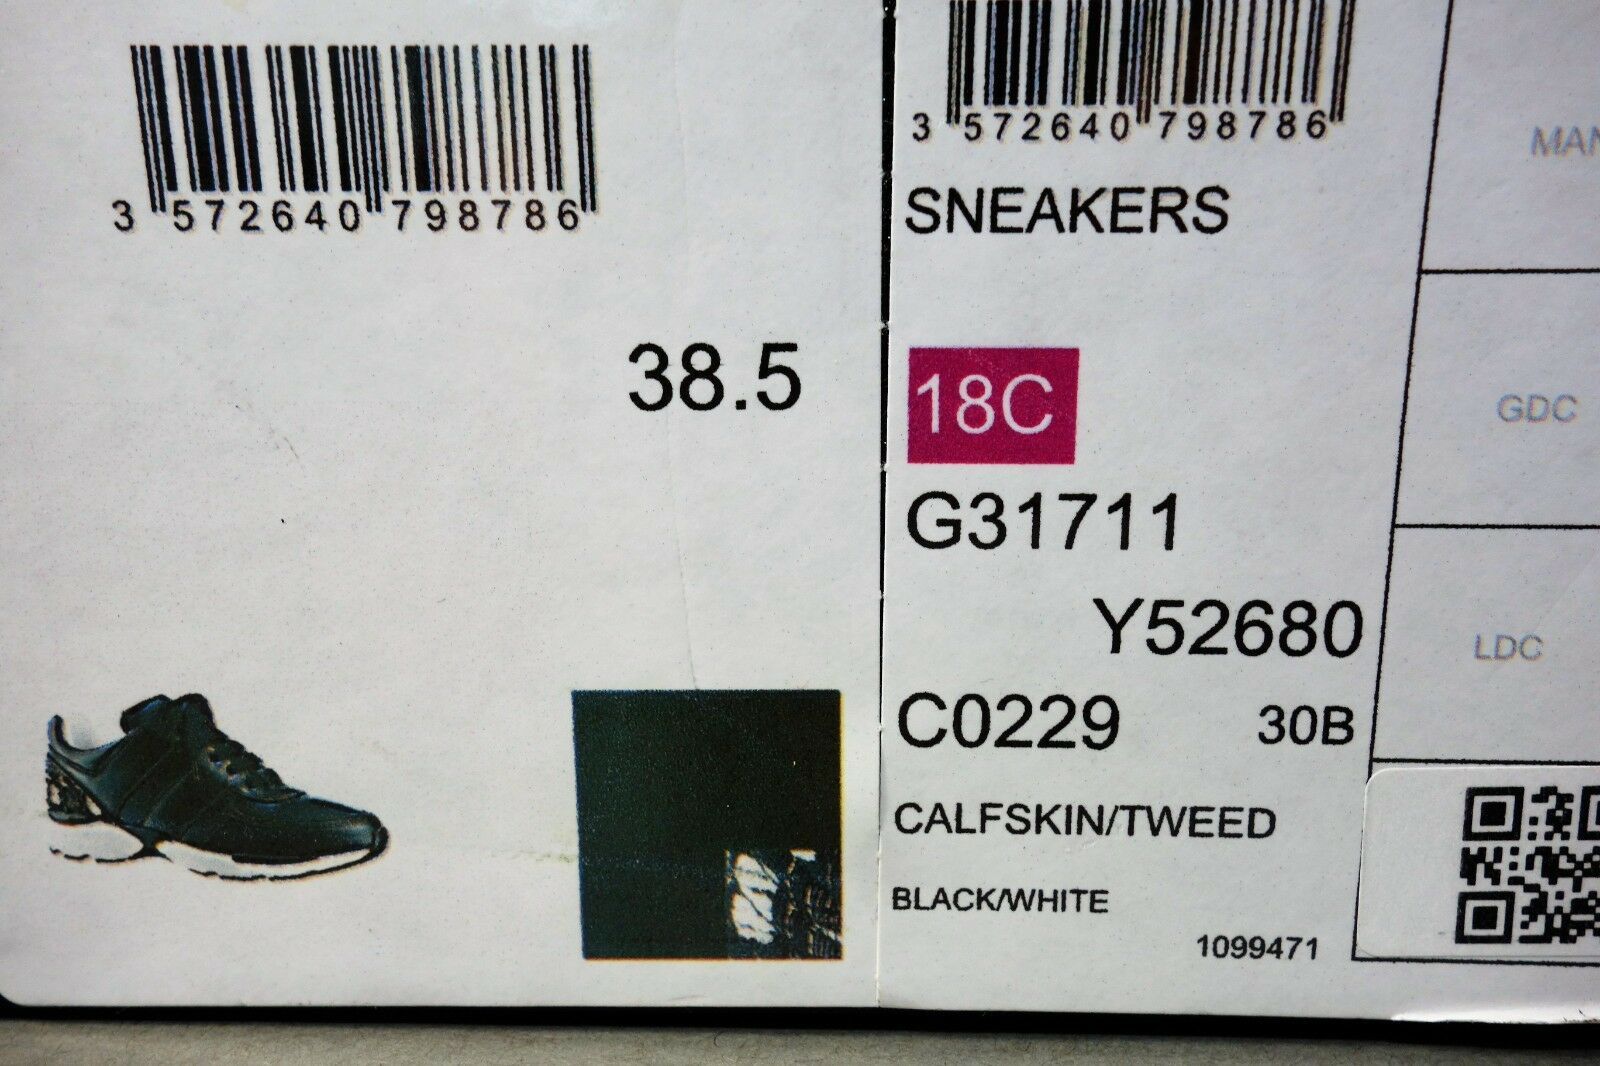 3 572640 798786
38.5
3 572640 798786
SNEAKERS
18C
G31711
Y52680
C0229 30B
CALFSKIN/TWEED
BLACK/WHITE
1099471
GDC
LDC